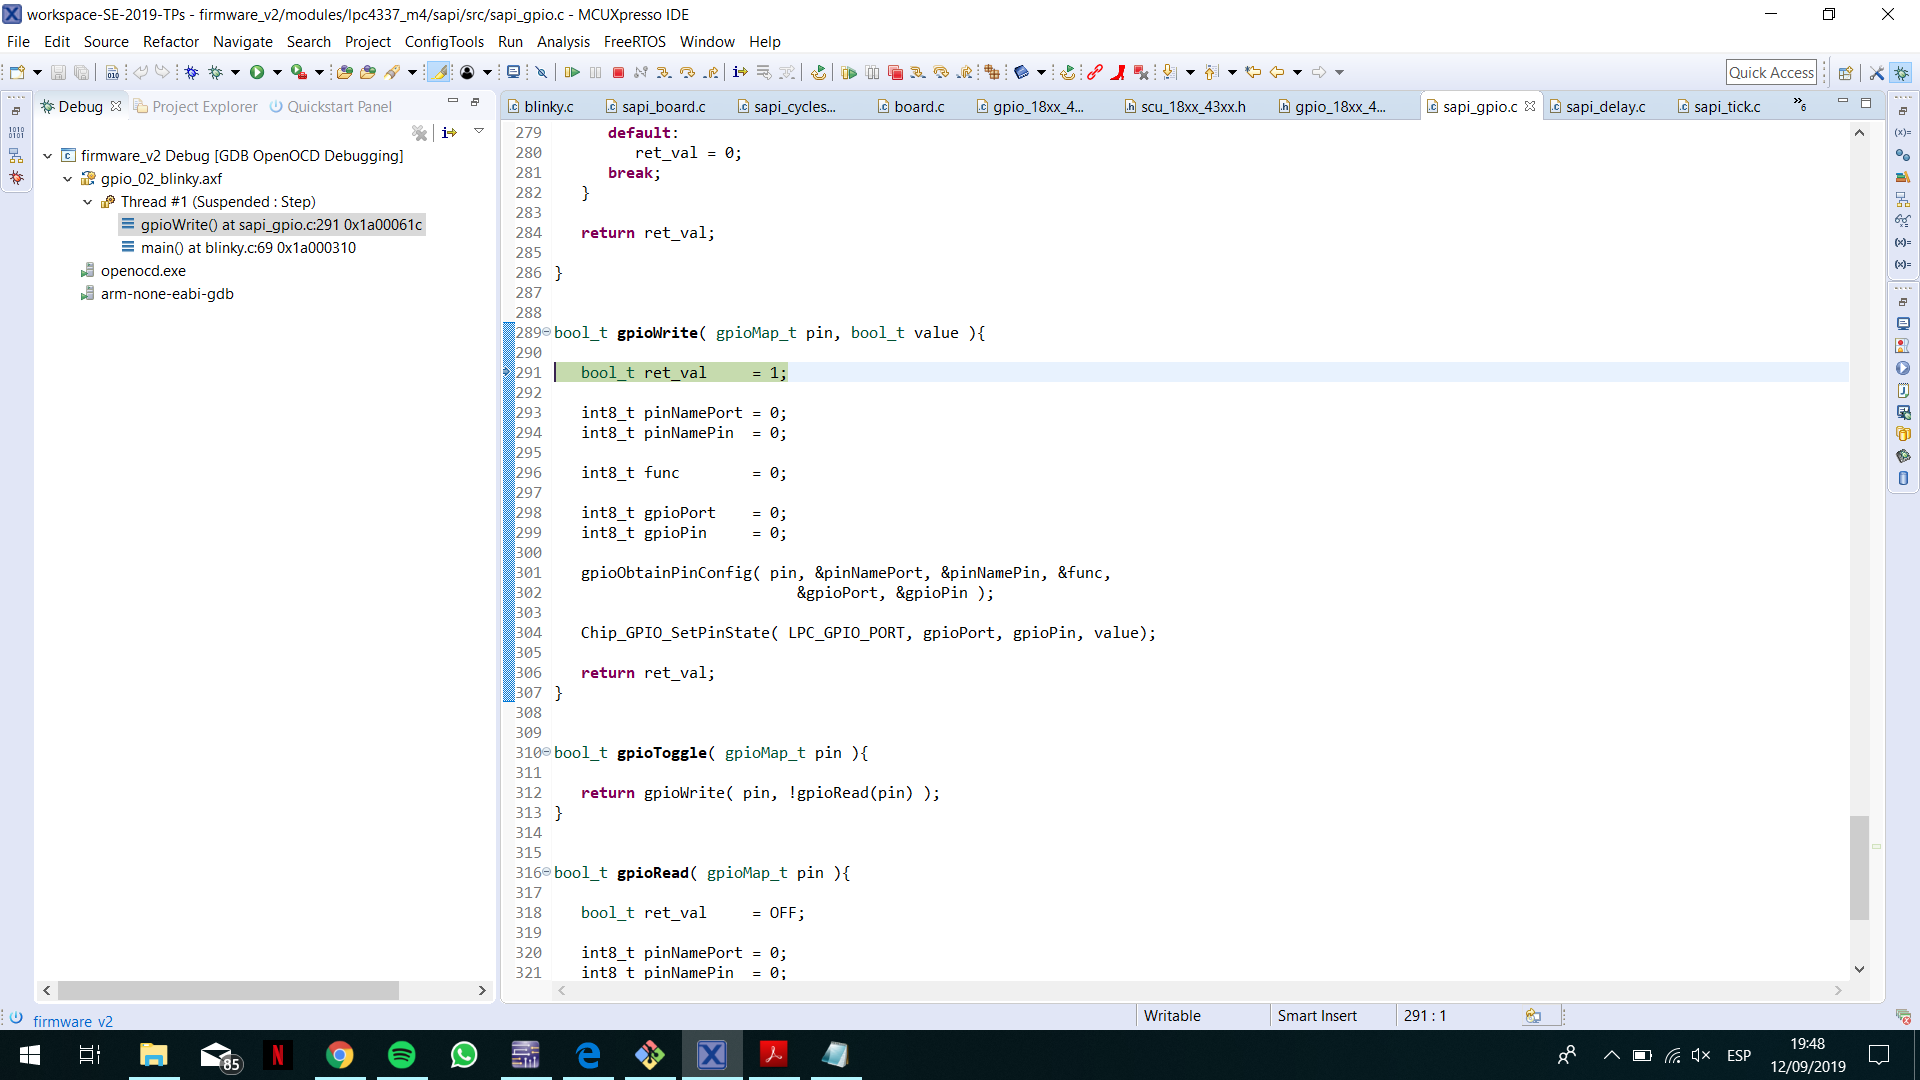 workspace-SE-2019-TPs - firmware_v2/modules/lpc4337_m4/sapi/src/sapi_gpio.c - MCUXpresso IDE
File Edit Source Refactor Navigate Search Project ConfigTools Run Analysis FreeRTOS Window Help
Quick Access
Debug Project Explorer Quickstart Panel
firmware_v2 Debug [GDB OpenOCD Debugging]
gpio_02_blinky.axf
Thread #1 (Suspended : Step)
gpioWrite() at sapi_gpio.c:291 0x1a00061c
main() at blinky.c:69 0x1a000310
openocd.exe
arm-none-eabi-gdb
blinky.c sapi_board.c sapi_cycles... board.c gpio_18xx_4... scu_18xx_43xx.h gpio_18xx_4... sapi_gpio.c sapi_delay.c sapi_tick.c »6
279 default:
280 ret_val = 0;
281 break;
282 }
283
284 return ret_val;
285
286 }
287
288
289 bool_t gpioWrite( gpioMap_t pin, bool_t value ){
290
291 bool_t ret_val = 1;
292
293 int8_t pinNamePort = 0;
294 int8_t pinNamePin = 0;
295
296 int8_t func = 0;
297
298 int8_t gpioPort = 0;
299 int8_t gpioPin = 0;
300
301 gpioObtainPinConfig( pin, &pinNamePort, &pinNamePin, &func,
302 &gpioPort, &gpioPin );
303
304 Chip_GPIO_SetPinState( LPC_GPIO_PORT, gpioPort, gpioPin, value);
305
306 return ret_val;
307 }
308
309
310 bool_t gpioToggle( gpioMap_t pin ){
311
312 return gpioWrite( pin, !gpioRead(pin) );
313 }
314
315
316 bool_t gpioRead( gpioMap_t pin ){
317
318 bool_t ret_val = OFF;
319
320 int8_t pinNamePort = 0;
321 int8_t pinNamePin = 0;
firmware_v2
Writable Smart Insert 291 : 1
85
ESP
19:48
12/09/2019